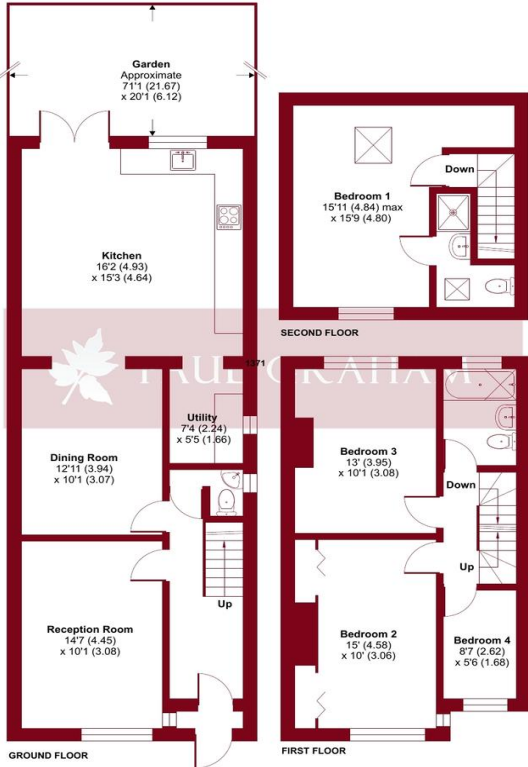 Garden
Approximate
71'1 (21.67)
x 20'1 (6.12)
Kitchen
16'2 (4.93)
x 15'3 (4.64)
Utility
7'4 (2.24)
x 5'5 (1.66)
Dining Room
12'11 (3.94)
x 10'1 (3.07)
Up
Reception Room
14'7 (4.45)
x 10'1 (3.08)
GROUND FLOOR
Bedroom 1
15'11 (4.84) max
x 15'9 (4.80)
Down
SECOND FLOOR
1371
PAUL GRAHAM
Bedroom 3
13' (3.95)
x 10'1 (3.08)
Down
Up
Bedroom 2
15' (4.58)
x 10' (3.06)
Bedroom 4
8'7 (2.62)
x 5'6 (1.68)
FIRST FLOOR